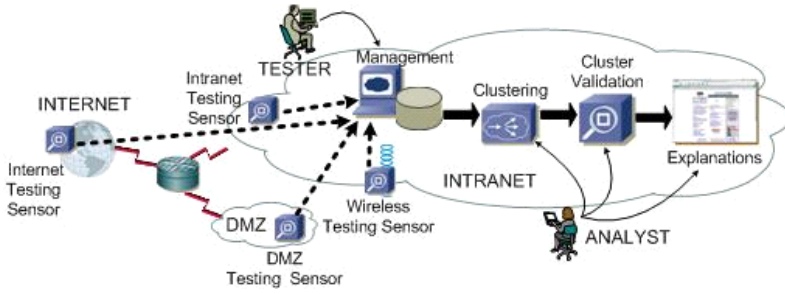 TESTER
Management
Intranet
Testing
Sensor
INTERNET
Internet
Testing
Sensor
Clustering
Cluster
Validation
Explanations
INTRANET
Wireless
Testing Sensor
DMZ
DMZ
Testing Sensor
ANALYST